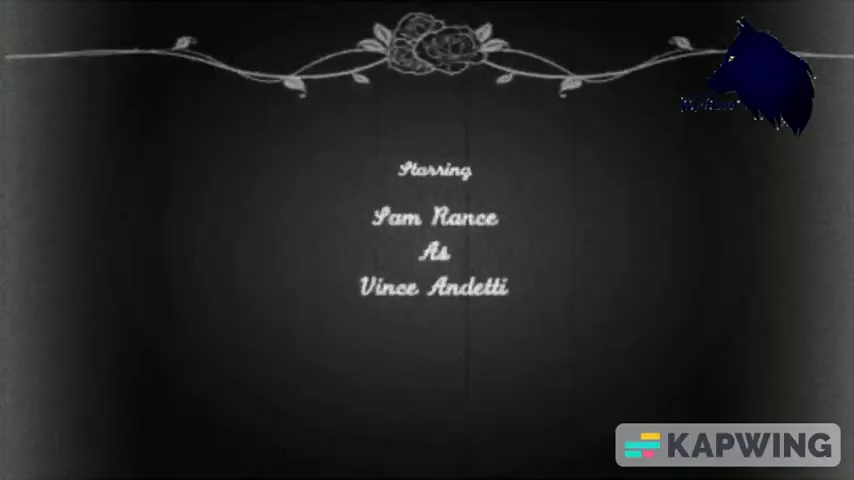 Starring
Sam Rance
As
Vince Andetti
KAPWING